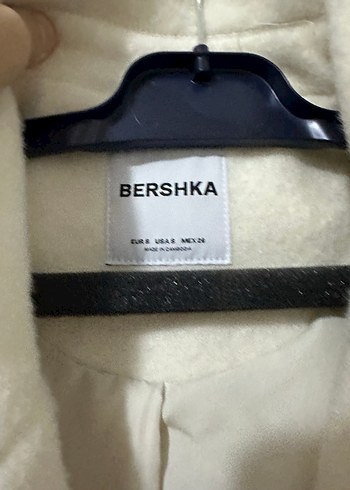 BERSHKA
EUR S USA S MEX 26
MADE IN CAMBODIA